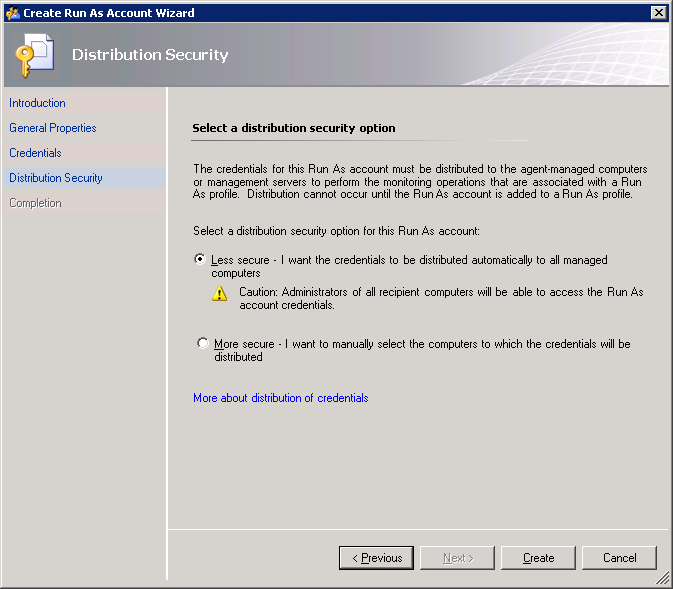 Create Run As Account Wizard
Distribution Security
Introduction
General Properties
Credentials
Distribution Security
Completion
Select a distribution security option
The credentials for this Run As account must be distributed to the agent-managed computers
or management servers to perform the monitoring operations that are associated with a Run
As profile. Distribution cannot occur until the Run As account is added to a Run As profile.
Select a distribution security option for this Run As account:
Less secure - I want the credentials to be distributed automatically to all managed
computers
Caution: Administrators of all recipient computers will be able to access the Run As
account credentials.
More secure - I want to manually select the computers to which the credentials will be
distributed
More about distribution of credentials
< Previous
Next >
Create
Cancel